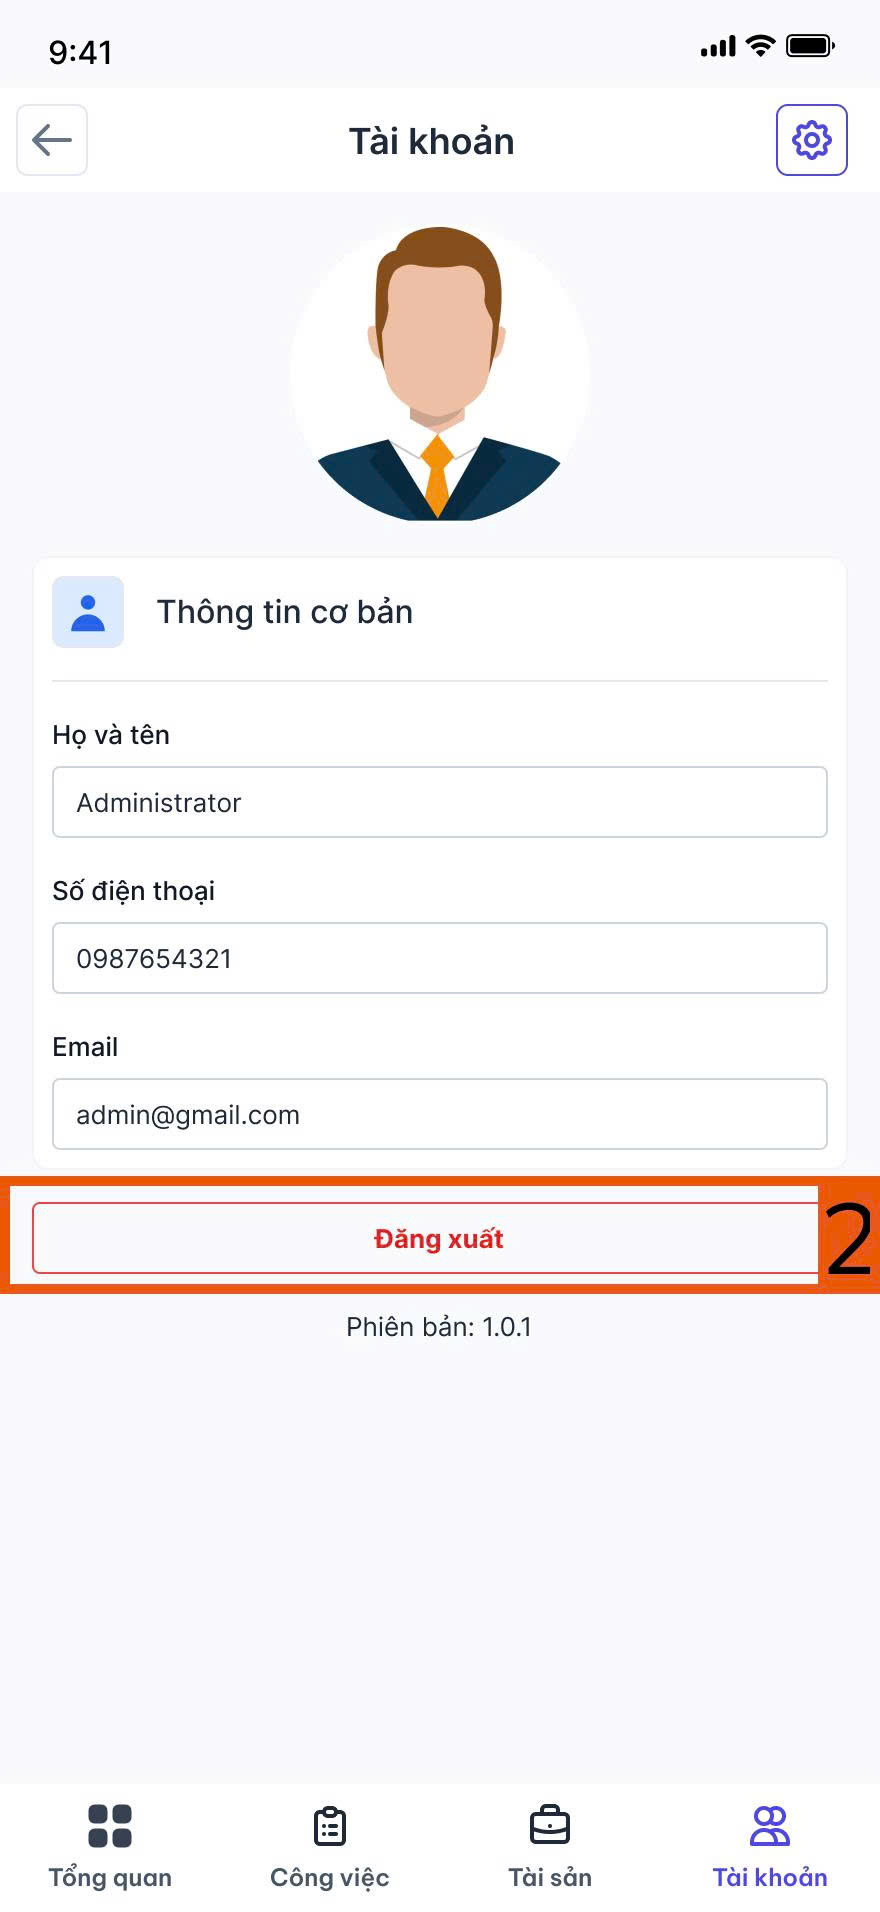 9:41
Tài khoản
Thông tin cơ bản
Họ và tên
Administrator
Số điện thoại
0987654321
Email
admin@gmail.com
Đăng xuất
2
Phiên bản: 1.0.1
Tổng quan
Công việc
Tài sản
Tài khoản